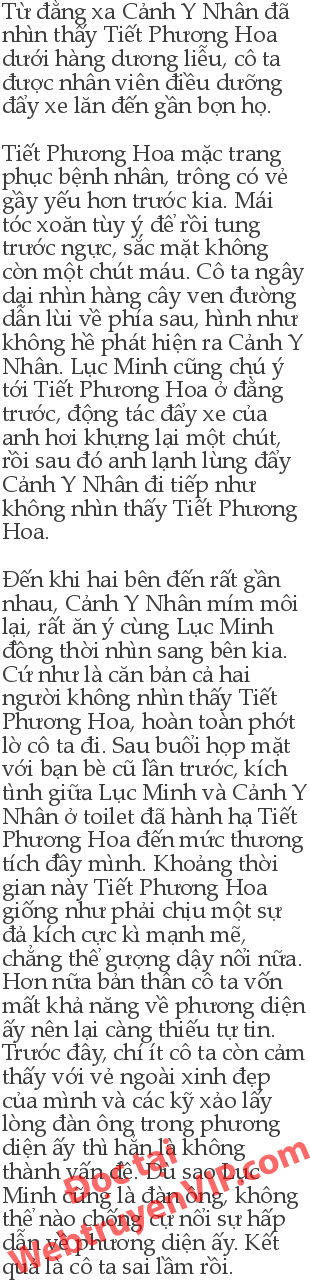 Từ đằng xa Cảnh Y Nhân đã
nhìn thấy Tiết Phương Hoa
dưới hàng dương liễu, cô ta
được nhân viên điều dưỡng
đẩy xe lăn đến gần bọn họ.
Tiết Phương Hoa mặc trang
phục bệnh nhân, trông có vẻ
gầy yếu hơn trước kia. Mái
tóc xoăn tùy ý để rồi tung
trước ngực, sắc mặt không
còn một chút máu. Cô ta ngây
dại nhìn hàng cây ven đường
dẫn lùi về phía sau, hình như
không hề phát hiện ra Cảnh Y
Nhân. Lục Minh cũng chú ý
tới Tiết Phương Hoa ở đằng
trước, động tác đẩy xe của
anh hơi khựng lại một chút,
rồi sau đó anh lạnh lùng đẩy
Cảnh Y Nhân đi tiếp như
không nhìn thấy Tiết Phương
Hoa.
Đến khi hai bên đến rất gần
nhau, Cảnh Y Nhân mím môi
lại, rất ăn ý cùng Lục Minh
đồng thời nhìn sang bên kia.
Cứ như là căn bản cả hai
người không nhìn thấy Tiết
Phương Hoa, hoàn toàn phớt
lờ cô ta đi. Sau buổi họp mặt
với bạn bè cũ lần trước, kích
tình giữa Lục Minh và Cảnh Y
Nhân ở toilet đã hành hạ Tiết
Phương Hoa đến mức thương
tích đầy mình. Khoảng thời
gian này Tiết Phương Hoa
giống như phải chịu một sự
đả kích cực kì mạnh mẽ,
chẳng thể gượng dậy nổi nữa.
Hơn nữa bản thân cô ta vốn
mất khả năng về phương diện
ấy nên lại càng thiếu tự tin.
Trước đây, chí ít cô ta còn cảm
thấy với vẻ ngoài xinh đẹp
của mình và các kỹ xảo lấy
lòng đàn ông trong phương
diện ấy thì hẳn là không
thành vấn đề. Dù sao Lục
Minh cũng là đàn ông, không
thể nào chống cự nổi sự hấp
dẫn về phương diện ấy. Kết
quả là cô ta sai lầm rồi.
Đọc tại
WebtruyenVip.com